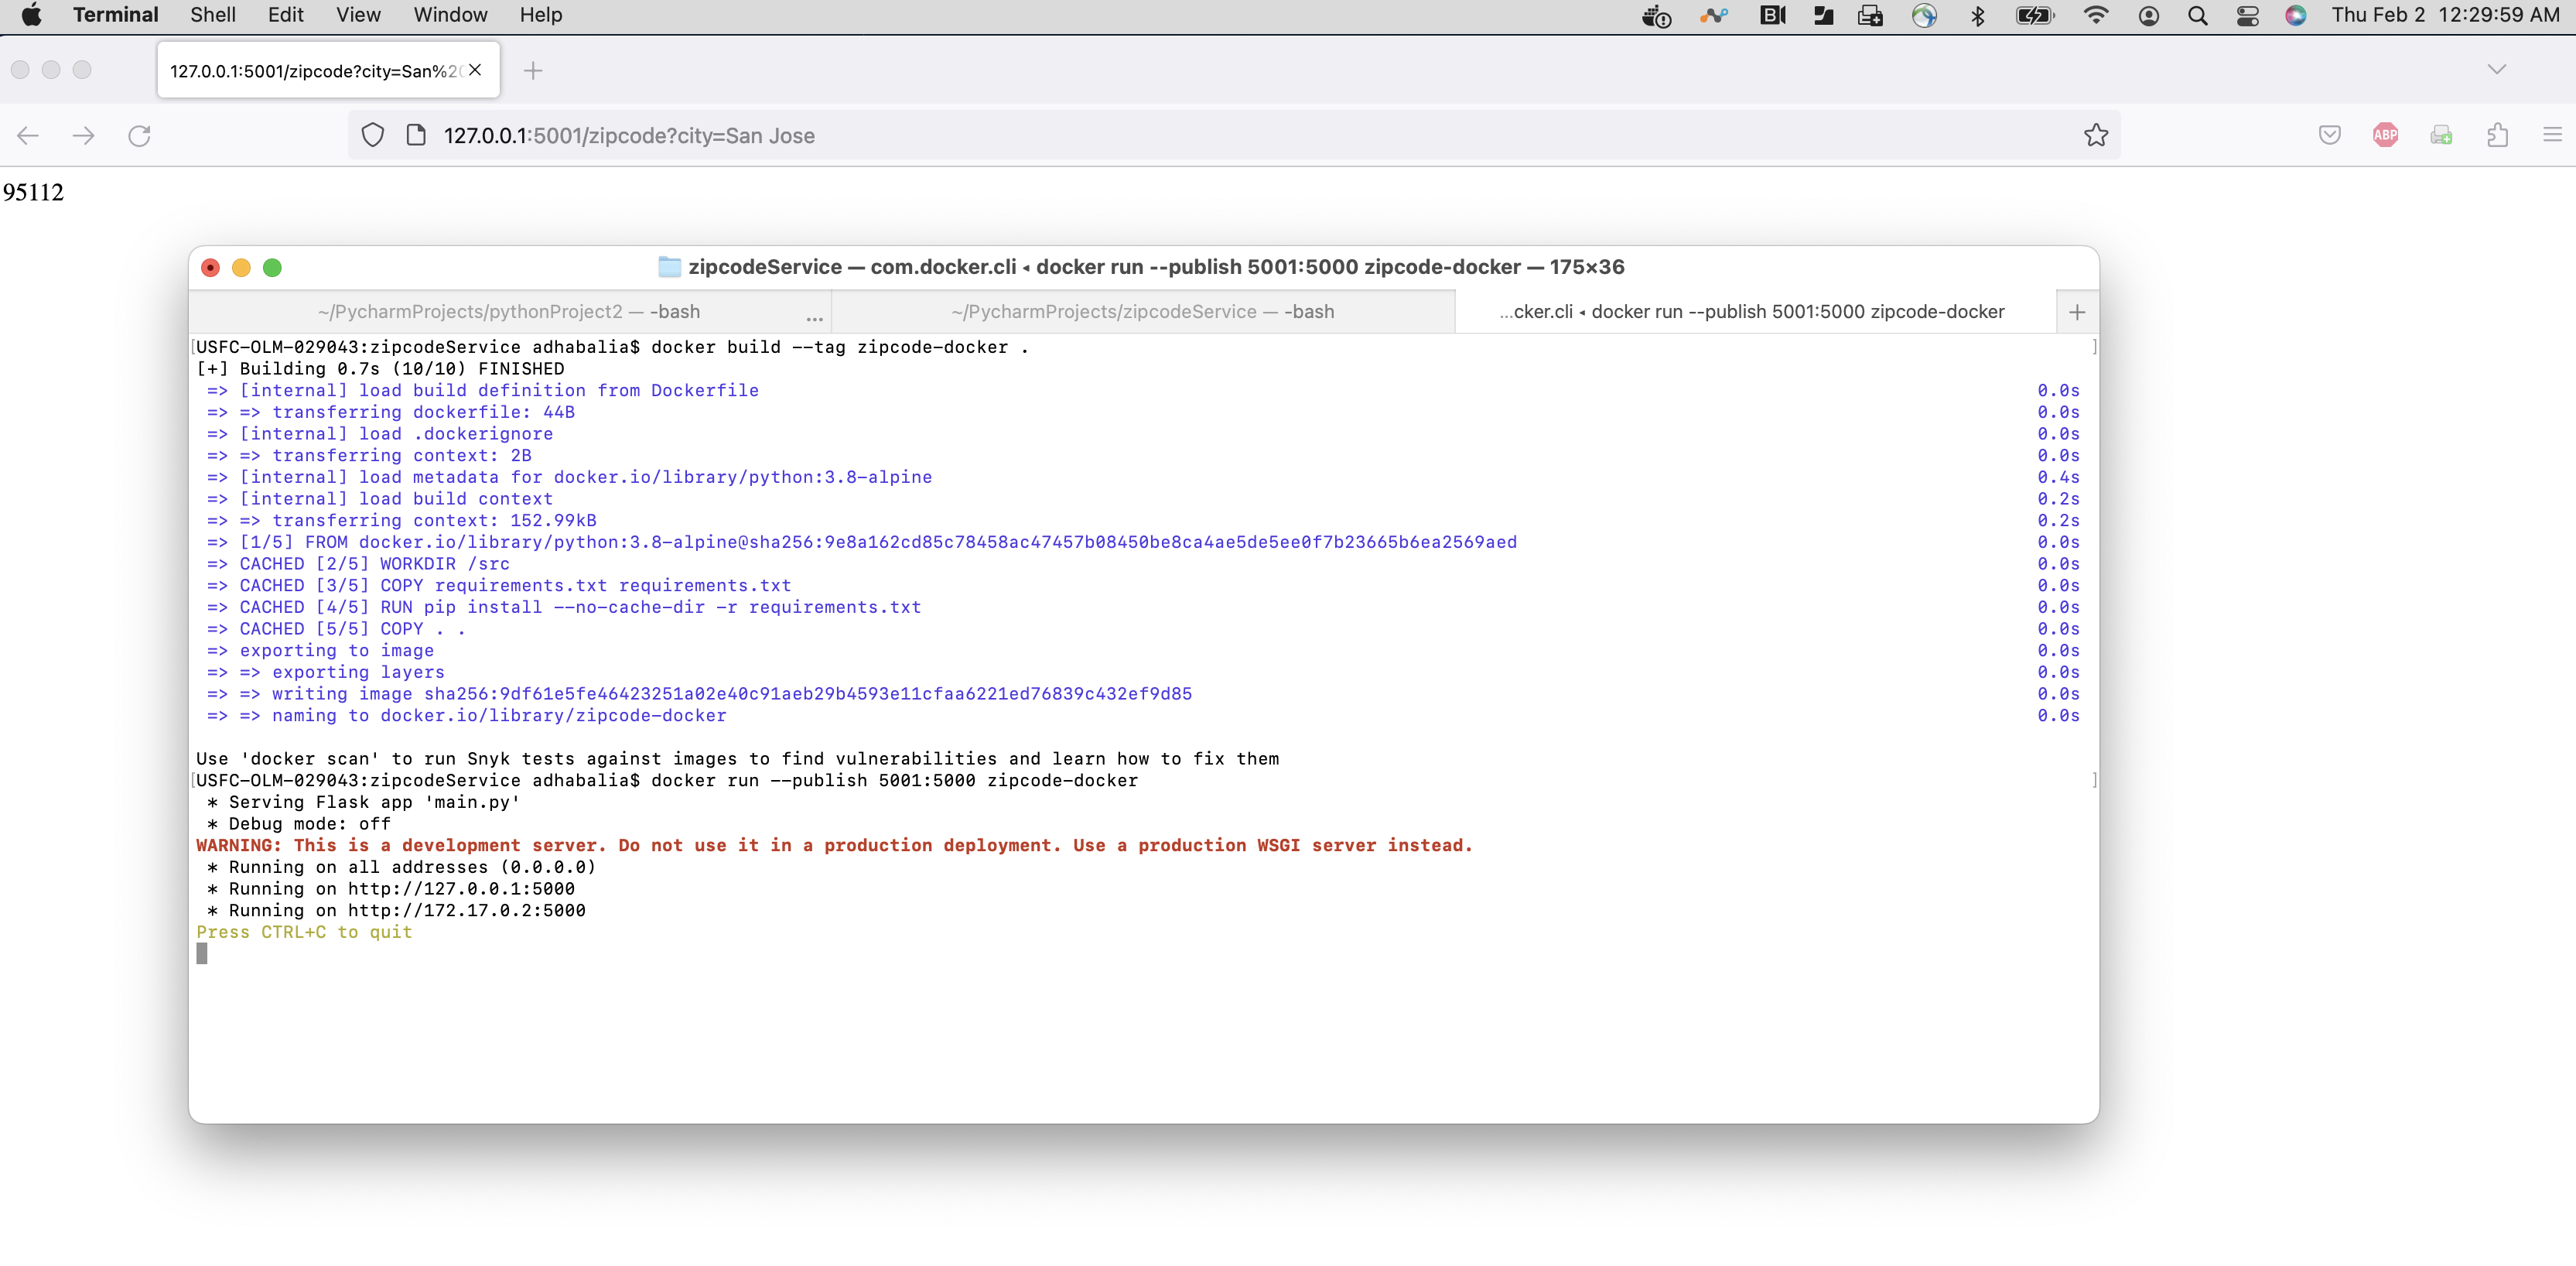 Terminal Shell Edit View Window Help Thu Feb 2 12:29:59 AM
127.0.0.1:5001/zipcode?city=San%20
127.0.0.1:5001/zipcode?city=San Jose
ABP
95112
zipcodeService — com.docker.cli ◂ docker run --publish 5001:5000 zipcode-docker — 175×36
~/PycharmProjects/pythonProject2 — -bash ... ~/PycharmProjects/zipcodeService — -bash ...cker.cli ◂ docker run --publish 5001:5000 zipcode-docker
[USFC-OLM-029043:zipcodeService adhabalia$ docker build --tag zipcode-docker . ]
[+] Building 0.7s (10/10) FINISHED
=> [internal] load build definition from Dockerfile 0.0s
=> => transferring dockerfile: 44B 0.0s
=> [internal] load .dockerignore 0.0s
=> => transferring context: 2B 0.0s
=> [internal] load metadata for docker.io/library/python:3.8-alpine 0.4s
=> [internal] load build context 0.2s
=> => transferring context: 152.99kB 0.2s
=> [1/5] FROM docker.io/library/python:3.8-alpine@sha256:9e8a162cd85c78458ac47457b08450be8ca4ae5de5ee0f7b23665b6ea2569aed 0.0s
=> CACHED [2/5] WORKDIR /src 0.0s
=> CACHED [3/5] COPY requirements.txt requirements.txt 0.0s
=> CACHED [4/5] RUN pip install --no-cache-dir -r requirements.txt 0.0s
=> CACHED [5/5] COPY . . 0.0s
=> exporting to image 0.0s
=> => exporting layers 0.0s
=> => writing image sha256:9df61e5fe46423251a02e40c91aeb29b4593e11cfaa6221ed76839c432ef9d85 0.0s
=> => naming to docker.io/library/zipcode-docker 0.0s
Use 'docker scan' to run Snyk tests against images to find vulnerabilities and learn how to fix them
[USFC-OLM-029043:zipcodeService adhabalia$ docker run --publish 5001:5000 zipcode-docker ]
* Serving Flask app 'main.py'
* Debug mode: off
WARNING: This is a development server. Do not use it in a production deployment. Use a production WSGI server instead.
* Running on all addresses (0.0.0.0)
* Running on http://127.0.0.1:5000
* Running on http://172.17.0.2:5000
Press CTRL+C to quit